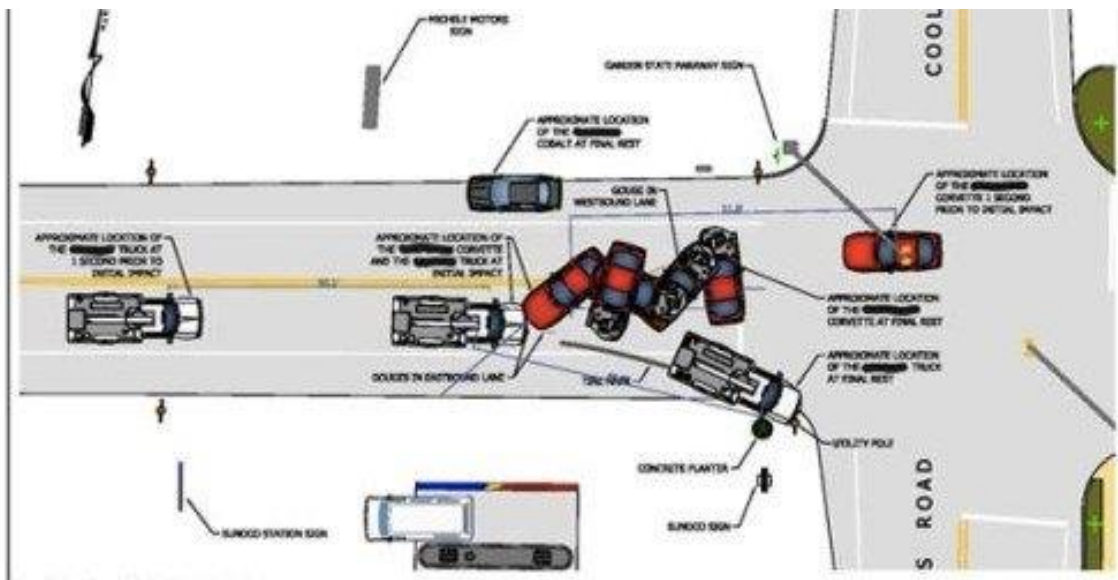 MICHELE MOTORS
SIGN
GARDEN STATE PARKWAY SIGN
COOL
APPROXIMATE LOCATION
OF THE
COBALT AT FINAL REST
GOUGE IN
WESTBOUND LANE
APPROXIMATE LOCATION
OF THE
CORVETTE 1 SECOND
PRIOR TO INITIAL IMPACT
APPROXIMATE LOCATION OF
THE TRUCK AT
1 SECOND PRIOR TO
INITIAL IMPACT
APPROXIMATE LOCATION OF
THE CORVETTE
AND THE TRUCK AT
INITIAL IMPACT
APPROXIMATE LOCATION
OF THE
CORVETTE AT FINAL REST
APPROXIMATE LOCATION
OF THE TRUCK
AT FINAL REST
GOUGES IN EASTBOUND LANE
TIRE MARK
UTILITY POLE
CONCRETE PLANTER
SUNOCO SIGN
SUNOCO STATION SIGN
S ROAD